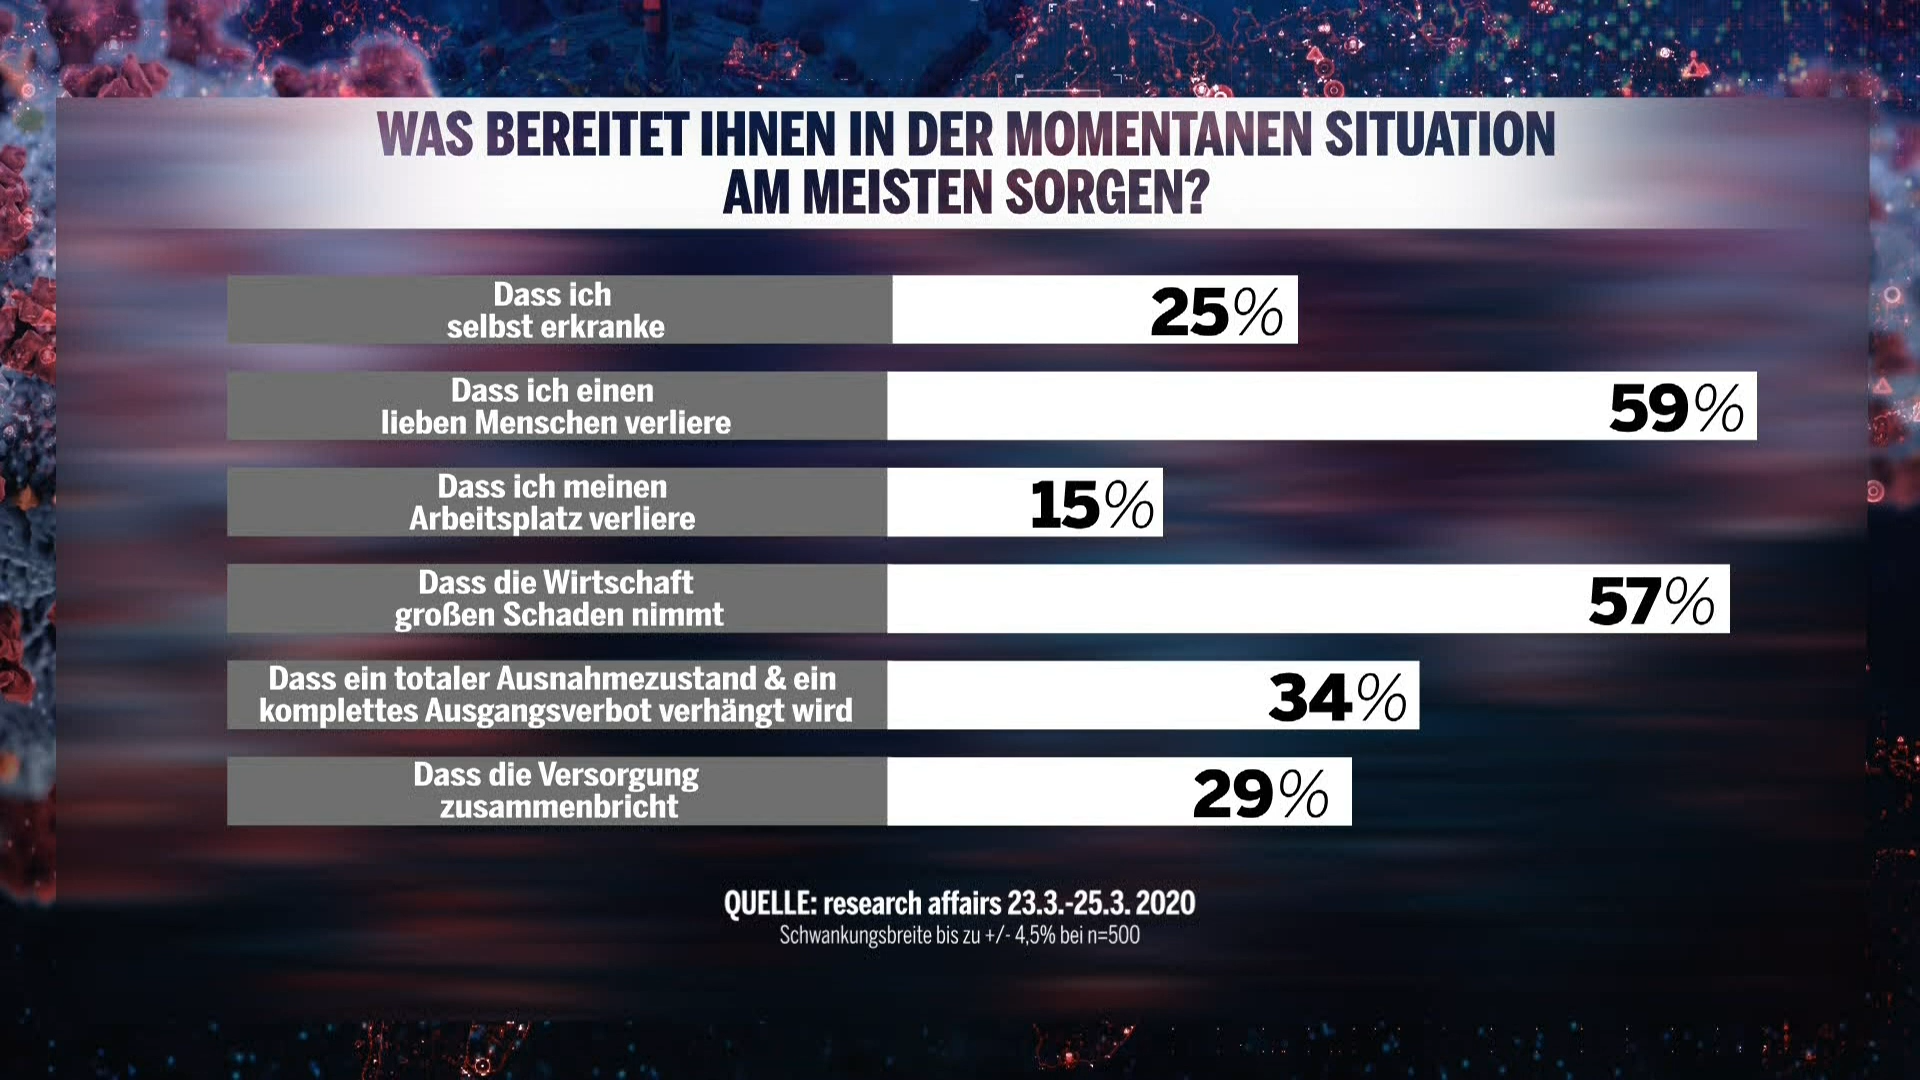 WAS BEREITET IHNEN IN DER MOMENTANEN SITUATION
AM MEISTEN SORGEN?
Dass ich
selbst erkranke
25%
Dass ich einen
lieben Menschen verliere
59%
Dass ich meinen
Arbeitsplatz verliere
15%
Dass die Wirtschaft
großen Schaden nimmt
57%
Dass ein totaler Ausnahmezustand & ein
komplettes Ausgangsverbot verhängt wird
34%
Dass die Versorgung
zusammenbricht
29%
QUELLE: research affairs 23.3.-25.3. 2020
Schwankungsbreite bis zu +/- 4,5% bei n=500